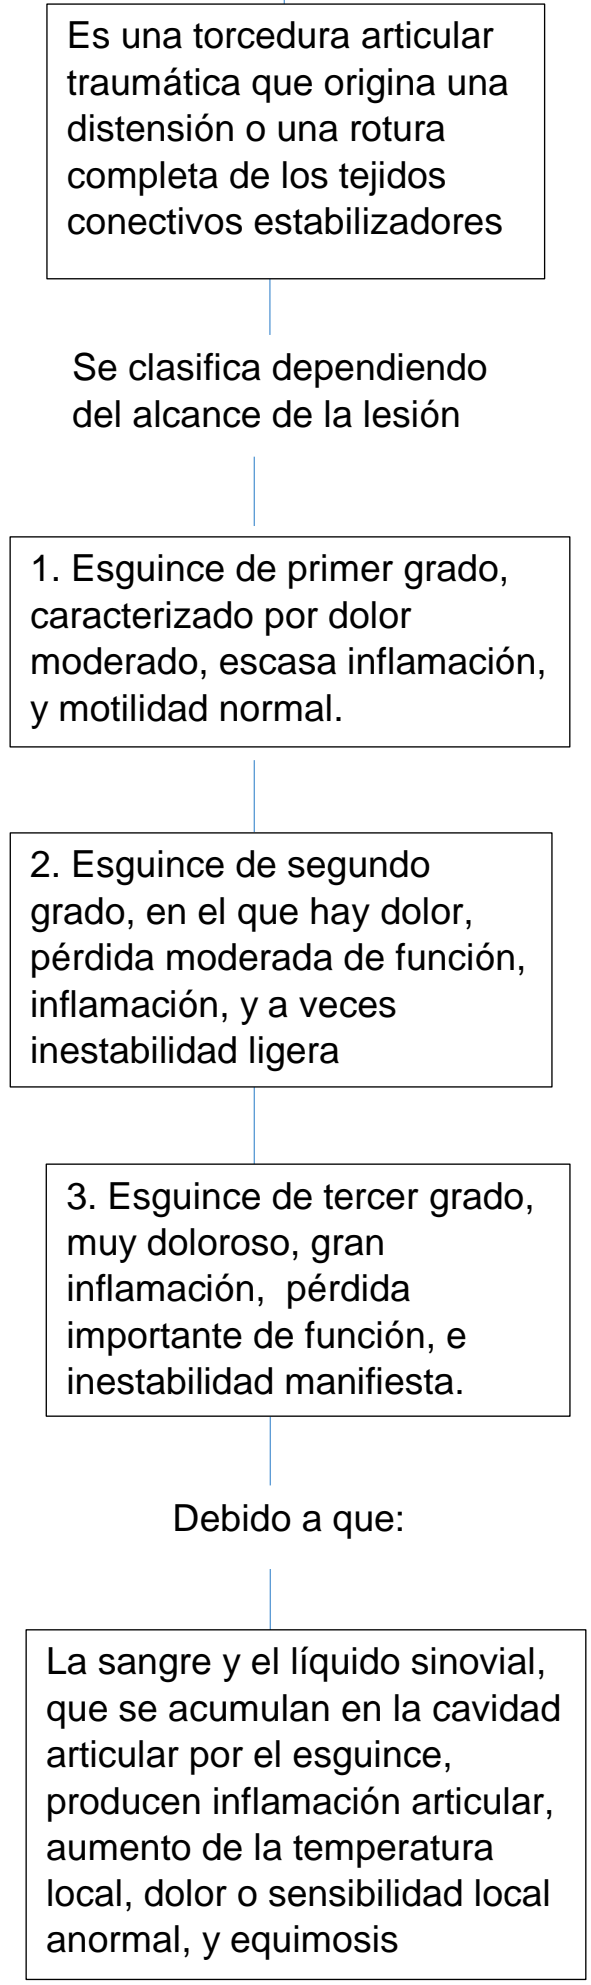 Es una torcedura articular
traumática que origina una
distensión o una rotura
completa de los tejidos
conectivos estabilizadores
Se clasifica dependiendo
del alcance de la lesión
1. Esguince de primer grado,
caracterizado por dolor
moderado, escasa inflamación,
y motilidad normal.
2. Esguince de segundo
grado, en el que hay dolor,
pérdida moderada de función,
inflamación, y a veces
inestabilidad ligera
3. Esguince de tercer grado,
muy doloroso, gran
inflamación, pérdida
importante de función, e
inestabilidad manifiesta.
Debido a que:
La sangre y el líquido sinovial,
que se acumulan en la cavidad
articular por el esguince,
producen inflamación articular,
aumento de la temperatura
local, dolor o sensibilidad local
anormal, y equimosis